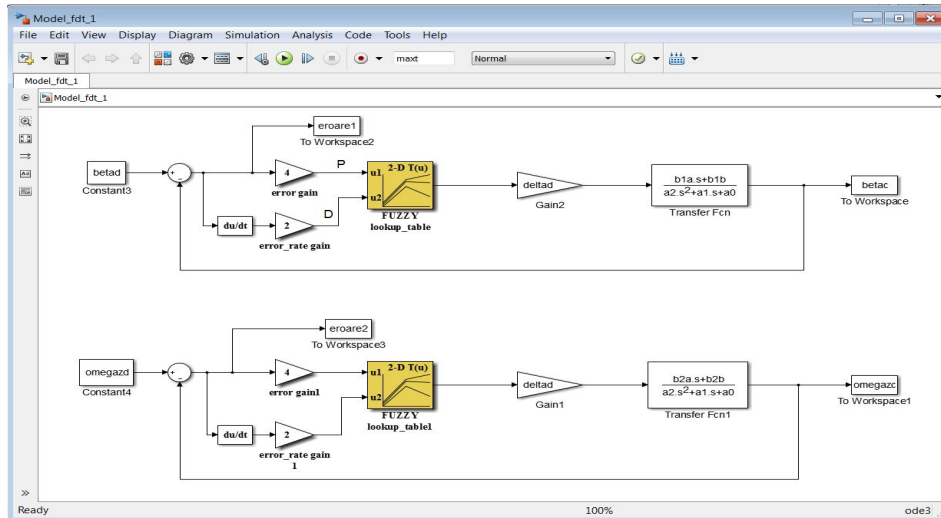 Model_fdt_1
File Edit View Display Diagram Simulation Analysis Code Tools Help
maxt
Normal
Model_fdt_1
Model_fdt_1
eroare1
To Workspace2
betad
Constant3
+
−
4
error gain
P
2-D T(u)
u1
u2
FUZZY
lookup_table
du/dt
2
error_rate gain
D
deltad
Gain2
b1a.s+b1b
a2.s²+a1.s+a0
Transfer Fcn
betac
To Workspace
eroare2
To Workspace3
omegazd
Constant4
+
−
4
error gain1
2-D T(u)
u1
u2
FUZZY
lookup_table1
du/dt
2
error_rate gain
1
deltad
Gain1
b2a.s+b2b
a2.s²+a1.s+a0
Transfer Fcn1
omegazc
To Workspace1
Ready
100%
ode3